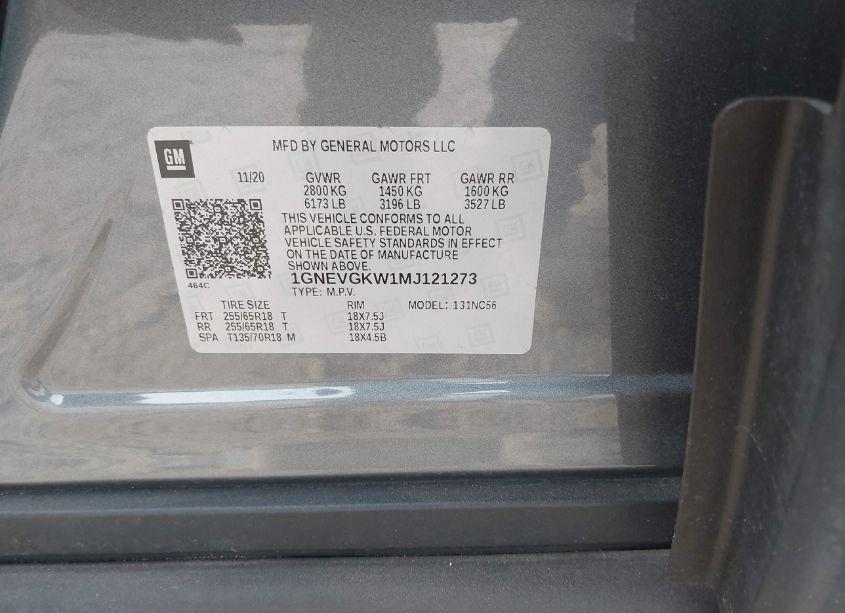 GM
MFD BY GENERAL MOTORS LLC
11/20 GVWR GAWR FRT GAWR RR
2800 KG 1450 KG 1600 KG
6173 LB 3196 LB 3527 LB
THIS VEHICLE CONFORMS TO ALL
APPLICABLE U.S. FEDERAL MOTOR
VEHICLE SAFETY STANDARDS IN EFFECT
ON THE DATE OF MANUFACTURE
SHOWN ABOVE.
464C
1GNEVGKW1MJ121273
TYPE: M.P.V.
TIRE SIZE RIM MODEL: 131NC56
FRT 255/65R18 T 18X7.5J
RR 255/65R18 T 18X7.5J
SPA T135/70R18 M 18X4.5B